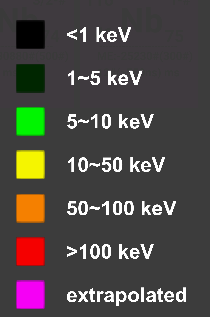 <1 keV
1~5 keV
5~10 keV
10~50 keV
50~100 keV
>100 keV
extrapolated